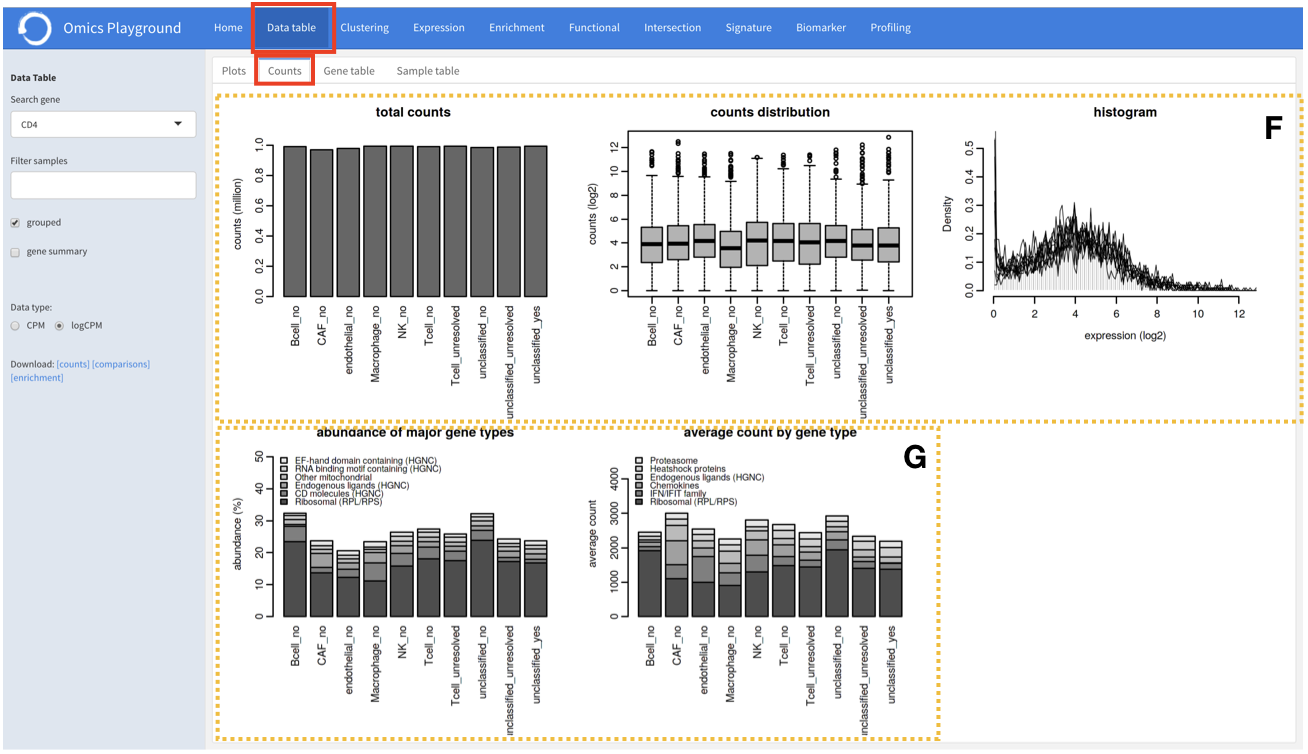 Omics Playground
Home Data table Clustering Expression Enrichment Functional Intersection Signature Biomarker Profiling
Data Table
Search gene
CD4
Filter samples
grouped
gene summary
Data type:
CPM logCPM
Download: [counts] [comparisons]
[enrichment]
Plots Counts Gene table Sample table
F
total counts
counts (million)
0.0 0.2 0.4 0.6 0.8 1.0
Bcell_no
CAF_no
endothelial_no
Macrophage_no
NK_no
Tcell_no
Tcell_unresolved
unclassified_no
unclassified_unresolved
unclassified_yes
counts distribution
counts (log2)
0 2 4 6 8 10 12
Bcell_no
CAF_no
endothelial_no
Macrophage_no
NK_no
Tcell_no
Tcell_unresolved
unclassified_no
unclassified_unresolved
unclassified_yes
histogram
Density
0.0 0.1 0.2 0.3 0.4 0.5
0 2 4 6 8 10 12
expression (log2)
G
abundance of major gene types
abundance (%)
0 10 20 30 40 50
EF-hand domain containing (HGNC)
RNA binding motif containing (HGNC)
Other mitochondrial
Endogenous ligands (HGNC)
CD molecules (HGNC)
Ribosomal (RPL/RPS)
Bcell_no
CAF_no
endothelial_no
Macrophage_no
NK_no
Tcell_no
Tcell_unresolved
unclassified_no
unclassified_unresolved
unclassified_yes
average count by gene type
average count
0 1000 2000 3000 4000
Proteasome
Heatshock proteins
Endogenous ligands (HGNC)
Chemokines
IFN/IFIT family
Ribosomal (RPL/RPS)
Bcell_no
CAF_no
endothelial_no
Macrophage_no
NK_no
Tcell_no
Tcell_unresolved
unclassified_no
unclassified_unresolved
unclassified_yes